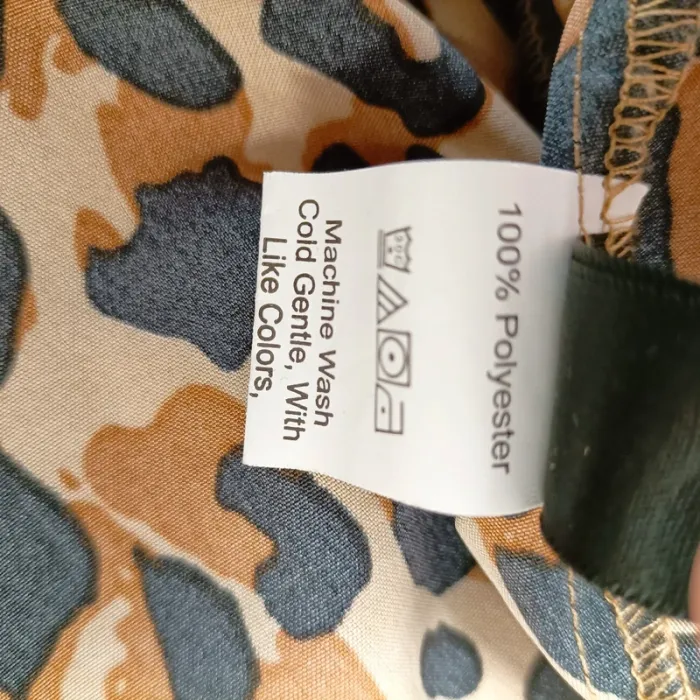 100% Polyester
Machine Wash
Cold Gentle, With
Like Colors,